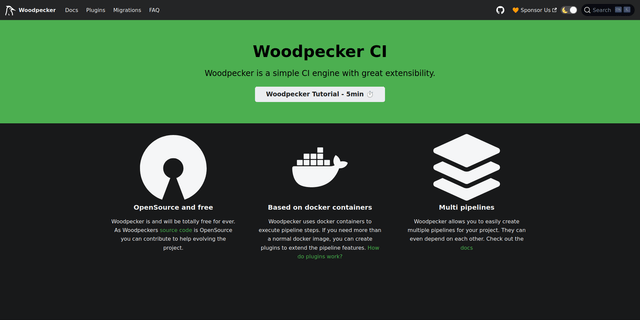 Woodpecker Docs Plugins Migrations FAQ Sponsor Us Search
Woodpecker CI
Woodpecker is a simple CI engine with great extensibility.
Woodpecker Tutorial - 5min
OpenSource and free
Woodpecker is and will be totally free for ever.
As Woodpeckers source code is OpenSource
you can contribute to help evolving the
project.
Based on docker containers
Woodpecker uses docker containers to
execute pipeline steps. If you need more than
a normal docker image, you can create
plugins to extend the pipeline features. How
do plugins work?
Multi pipelines
Woodpecker allows you to easily create
multiple pipelines for your project. They can
even depend on each other. Check out the
docs